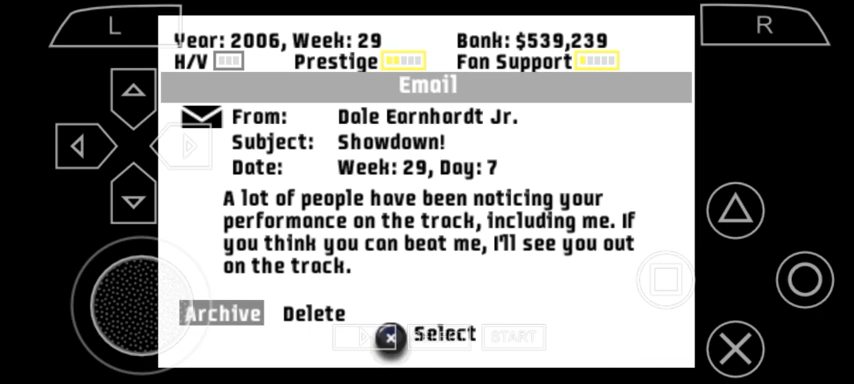 L
R
Year: 2006, Week: 29 Bank: $539,239
H/V Prestige Fan Support
Email
From: Dale Earnhardt Jr.
Subject: Showdown!
Date: Week: 29, Day: 7
A lot of people have been noticing your
performance on the track, including me. If
you think you can beat me, I'll see you out
on the track.
Archive Delete
Select
START